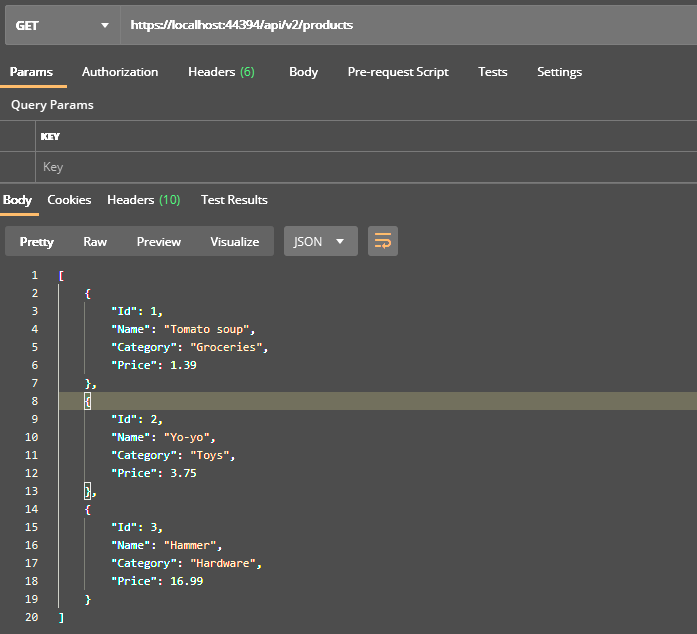 GET https://localhost:44394/api/v2/products
Params Authorization Headers (6) Body Pre-request Script Tests Settings
Query Params
KEY
Key
Body Cookies Headers (10) Test Results
Pretty Raw Preview Visualize JSON
1 [
2 {
3 "Id": 1,
4 "Name": "Tomato soup",
5 "Category": "Groceries",
6 "Price": 1.39
7 },
8 {
9 "Id": 2,
10 "Name": "Yo-yo",
11 "Category": "Toys",
12 "Price": 3.75
13 },
14 {
15 "Id": 3,
16 "Name": "Hammer",
17 "Category": "Hardware",
18 "Price": 16.99
19 }
20 ]